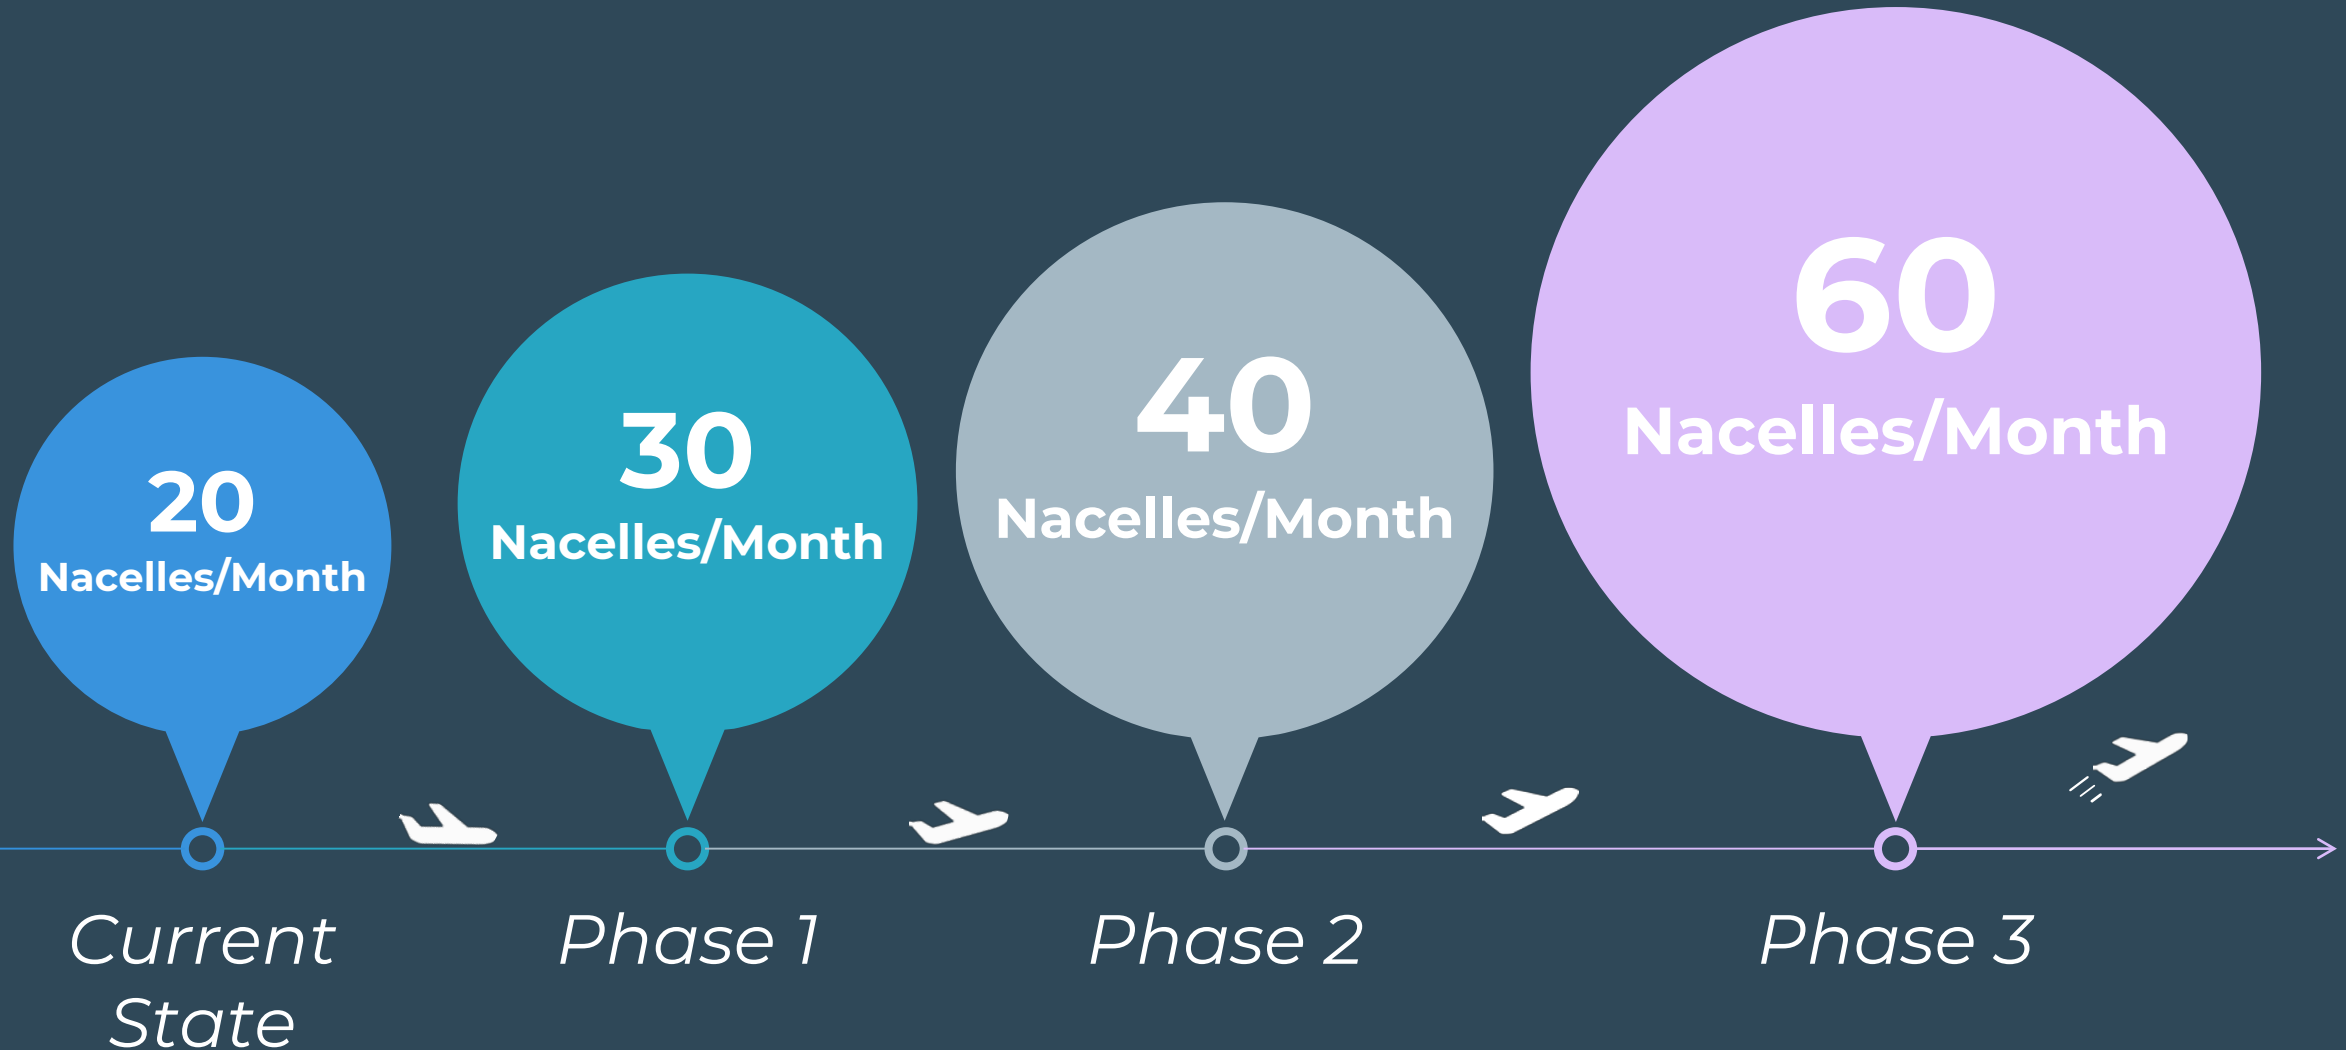 20
Nacelles/Month
30
Nacelles/Month
40
Nacelles/Month
60
Nacelles/Month
Current
State
Phase 1
Phase 2
Phase 3